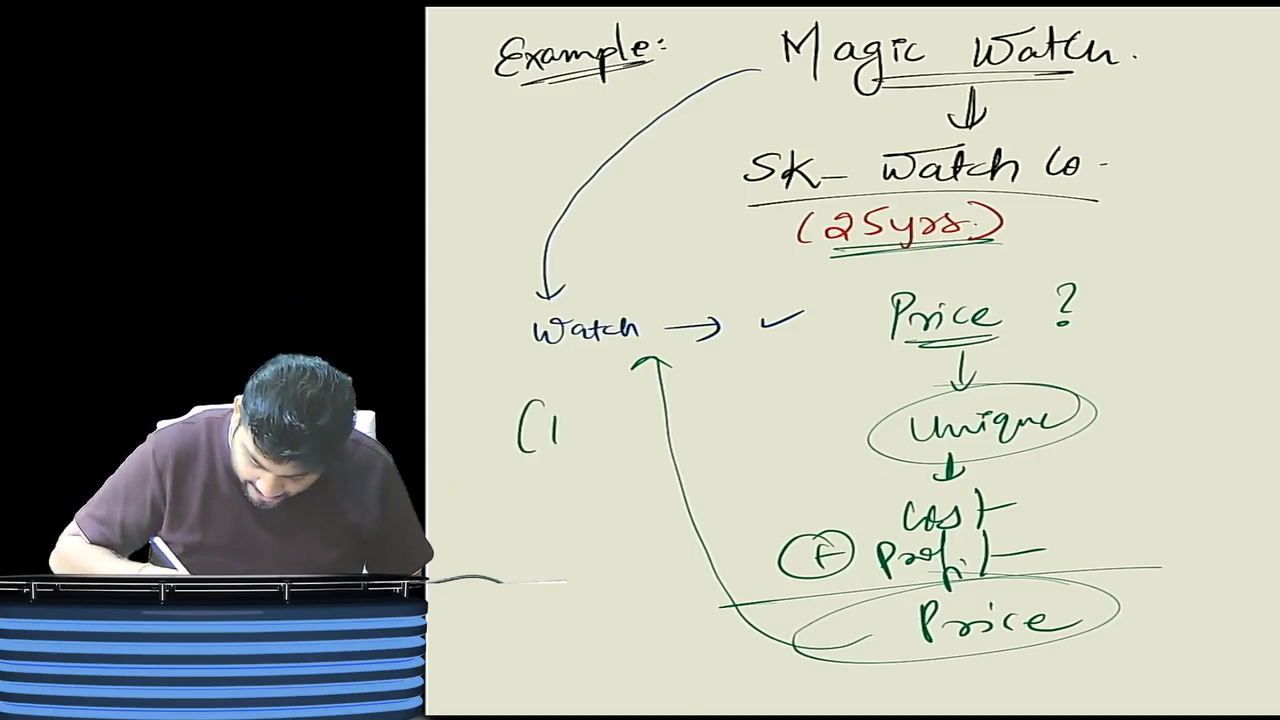 Example: Magic Watch.
SK- Watch Co.
(25yrs.)
Watch → ✓ Price ?
Unique
(1
Cost
+ Profit
Price